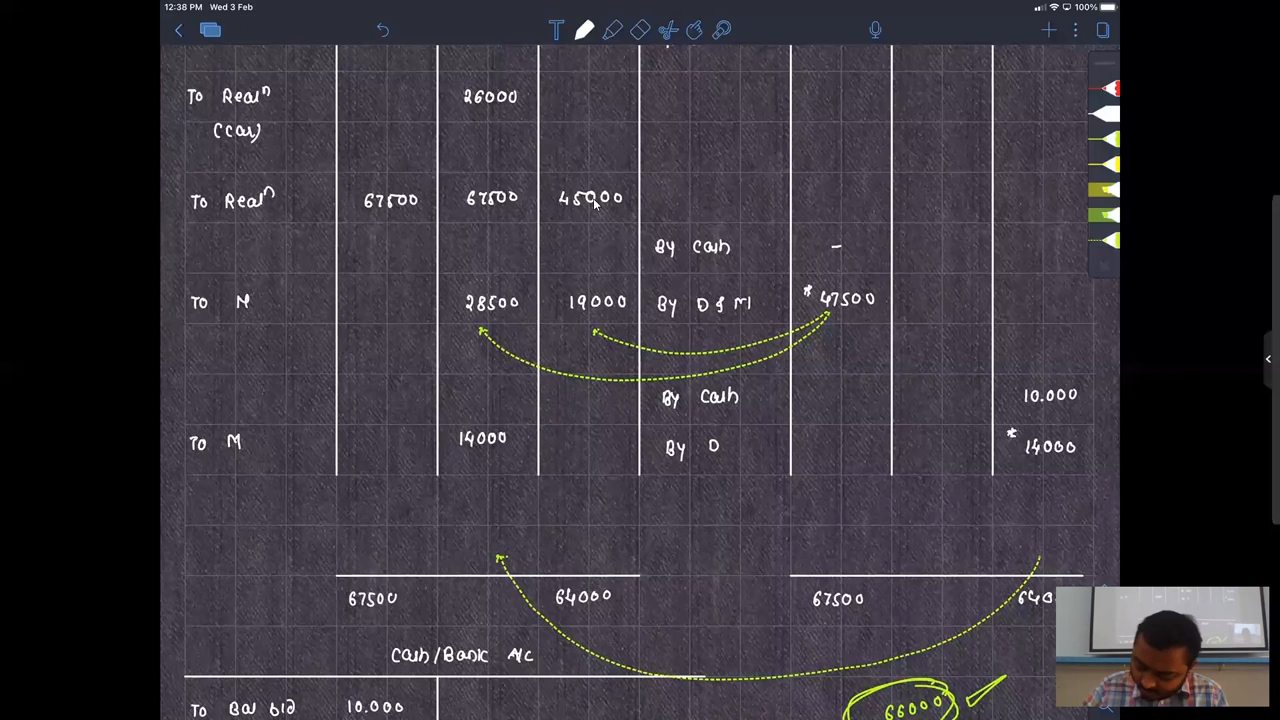 12:38 PM Wed 3 Feb 100%
To Realⁿ 26000
(car)
To Realⁿ 67500 67500 45000
By Cash -
To N 28500 19000 By D & M * 47500
By Cash 10.000
To M 14000 By D * 14000
67500 64000 67500
Cash/Bank A/C
To Bal b/d 10.000 66000